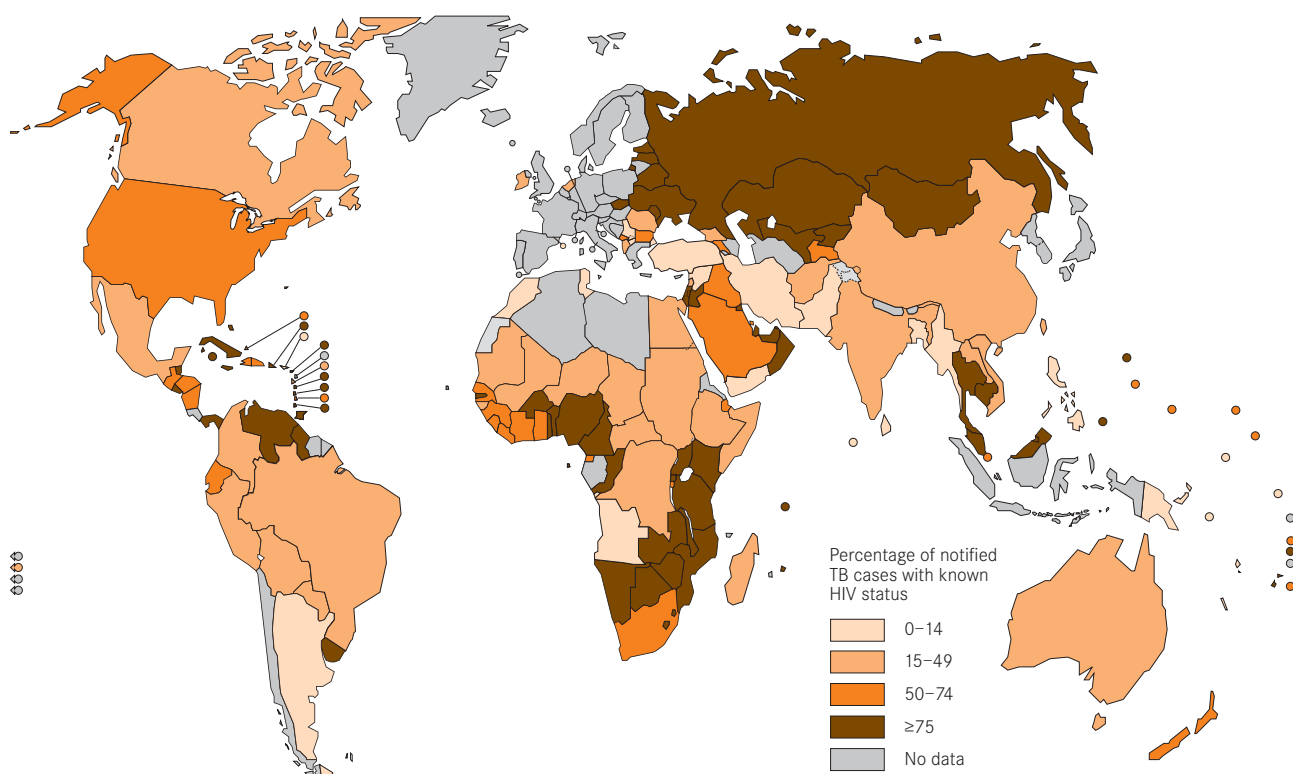 Percentage of notified
TB cases with known
HIV status
0–14
15–49
50–74
≥75
No data